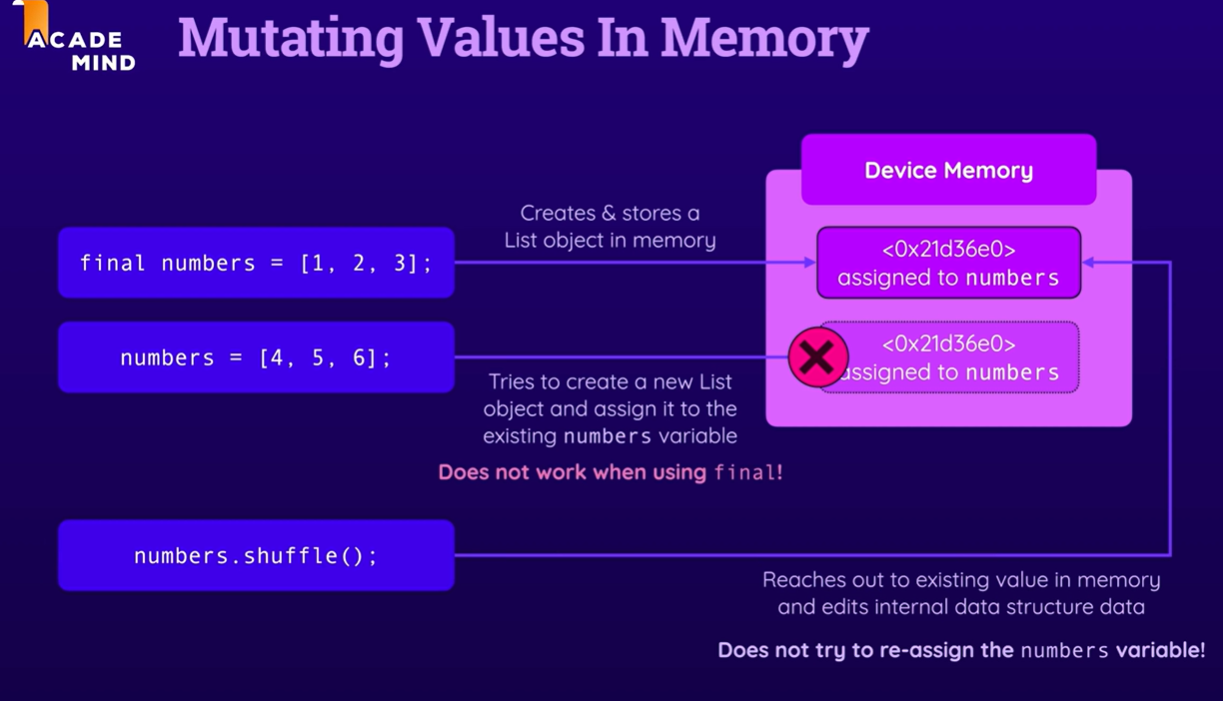 ACADE
MIND
Mutating Values In Memory
Device Memory
Creates & stores a
List object in memory
final numbers = [1, 2, 3];
<0x21d36e0>
assigned to numbers
numbers = [4, 5, 6];
<0x21d36e0>
assigned to numbers
Tries to create a new List
object and assign it to the
existing numbers variable
Does not work when using final!
numbers.shuffle();
Reaches out to existing value in memory
and edits internal data structure data
Does not try to re-assign the numbers variable!